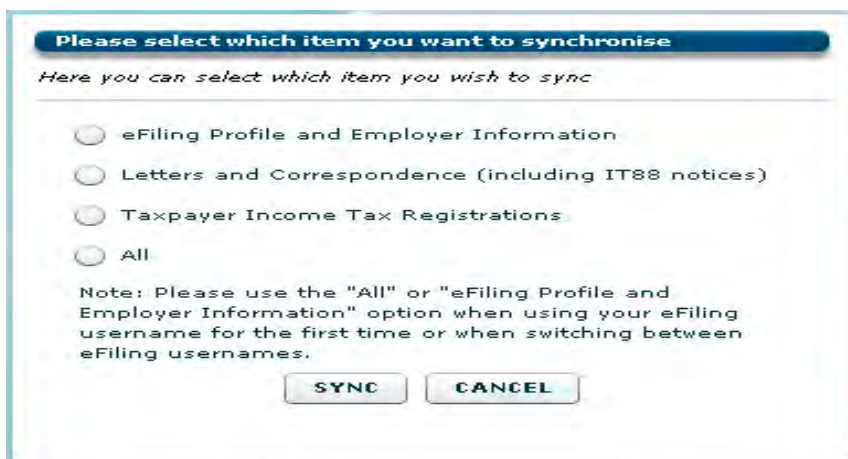 Please select which item you want to synchronise
Here you can select which item you wish to sync
eFiling Profile and Employer Information
Letters and Correspondence (including IT88 notices)
Taxpayer Income Tax Registrations
All
Note: Please use the "All" or "eFiling Profile and
Employer Information" option when using your eFiling
username for the first time or when switching between
eFiling usernames.
SYNC CANCEL